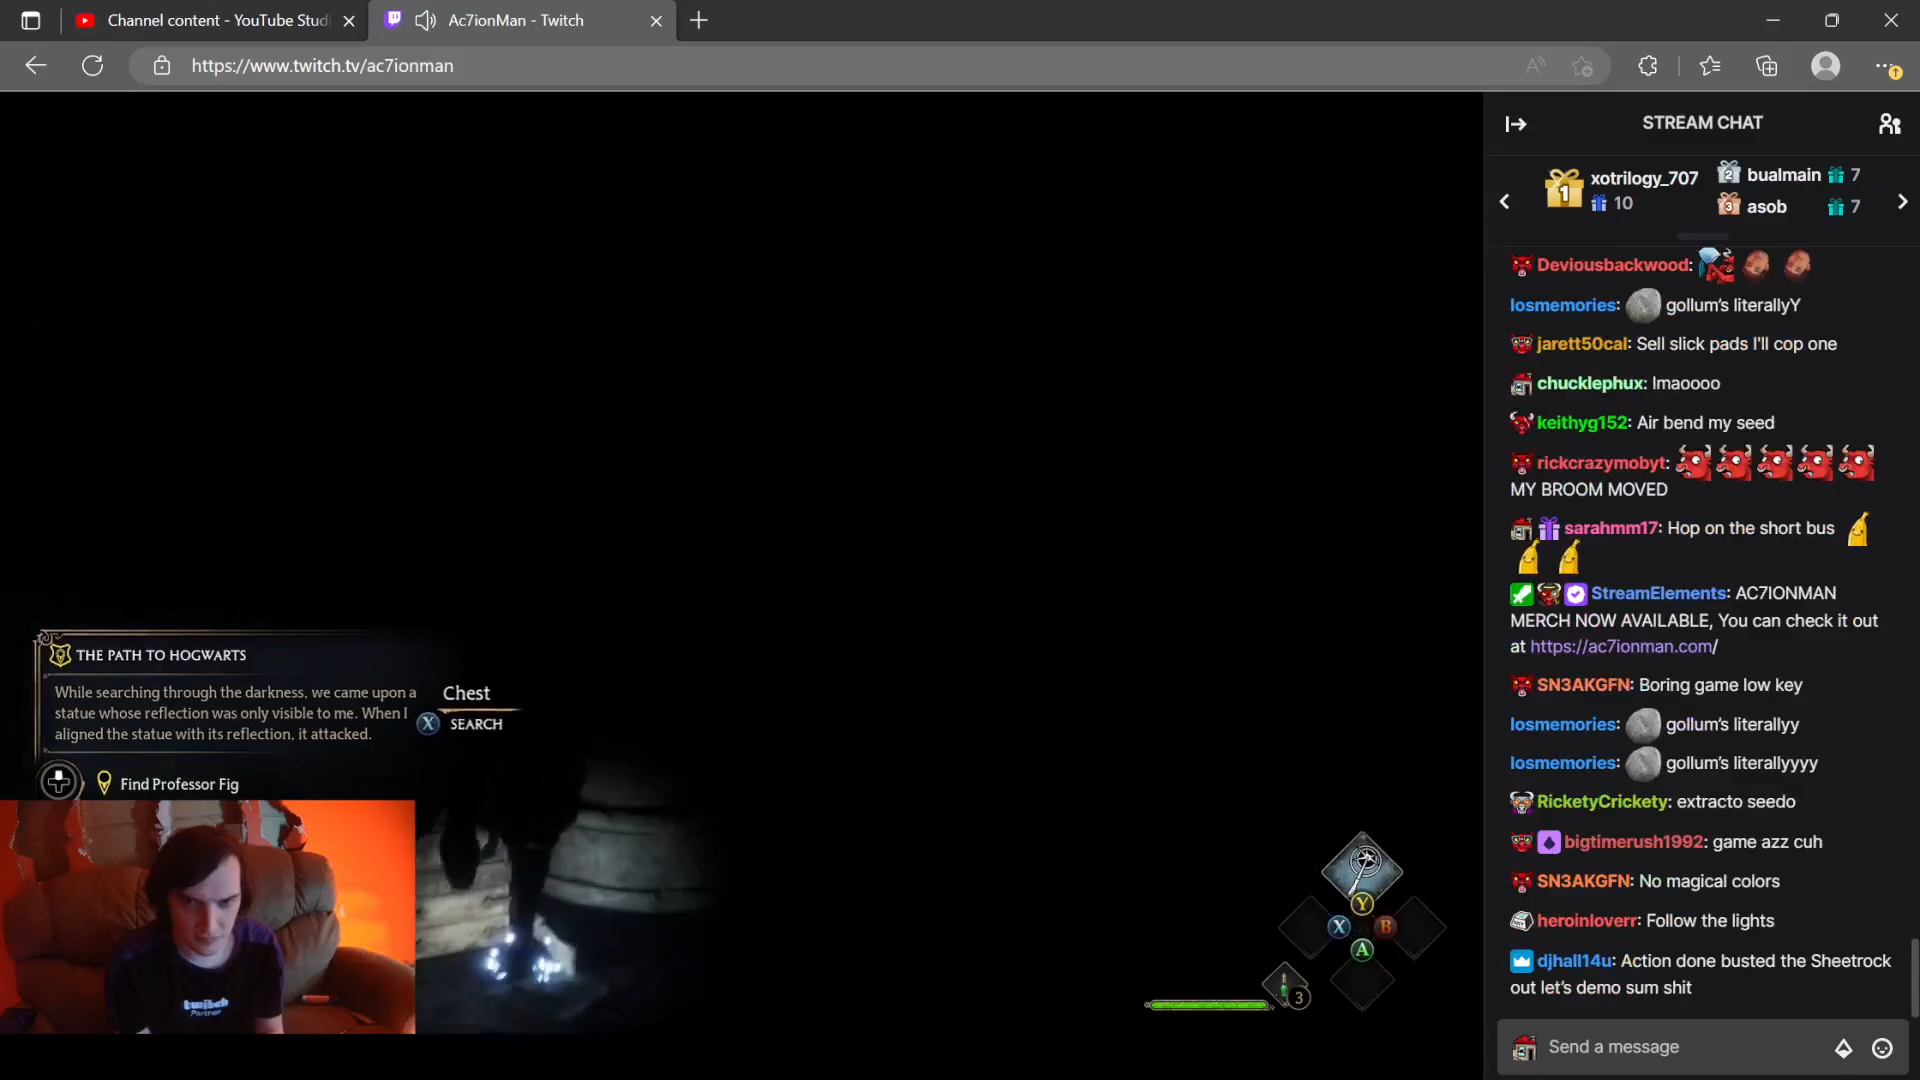 Channel content - YouTube Studi
Ac7ionMan - Twitch
https://www.twitch.tv/ac7ionman
STREAM CHAT
1 xotrilogy_707 10
2 bualmain 7
3 asob 7
Deviousbackwood:
losmemories: gollum's literallyY
jarett50cal: Sell slick pads I'll cop one
chucklephux: lmaoooo
keithyg152: Air bend my seed
rickcrazymobyt:
MY BROOM MOVED
sarahmm17: Hop on the short bus
StreamElements: AC7IONMAN
MERCH NOW AVAILABLE, You can check it out
at https://ac7ionman.com/
SN3AKGFN: Boring game low key
losmemories: gollum's literallyy
losmemories: gollum's literallyyyy
RicketyCrickety: extracto seedo
bigtimerush1992: game azz cuh
SN3AKGFN: No magical colors
heroinloverr: Follow the lights
djhall14u: Action done busted the Sheetrock
out let's demo sum shit
Send a message
THE PATH TO HOGWARTS
While searching through the darkness, we came upon a
statue whose reflection was only visible to me. When I
aligned the statue with its reflection, it attacked.
Find Professor Fig
Chest
X SEARCH
twitch
Partner
Y
X B
A
3